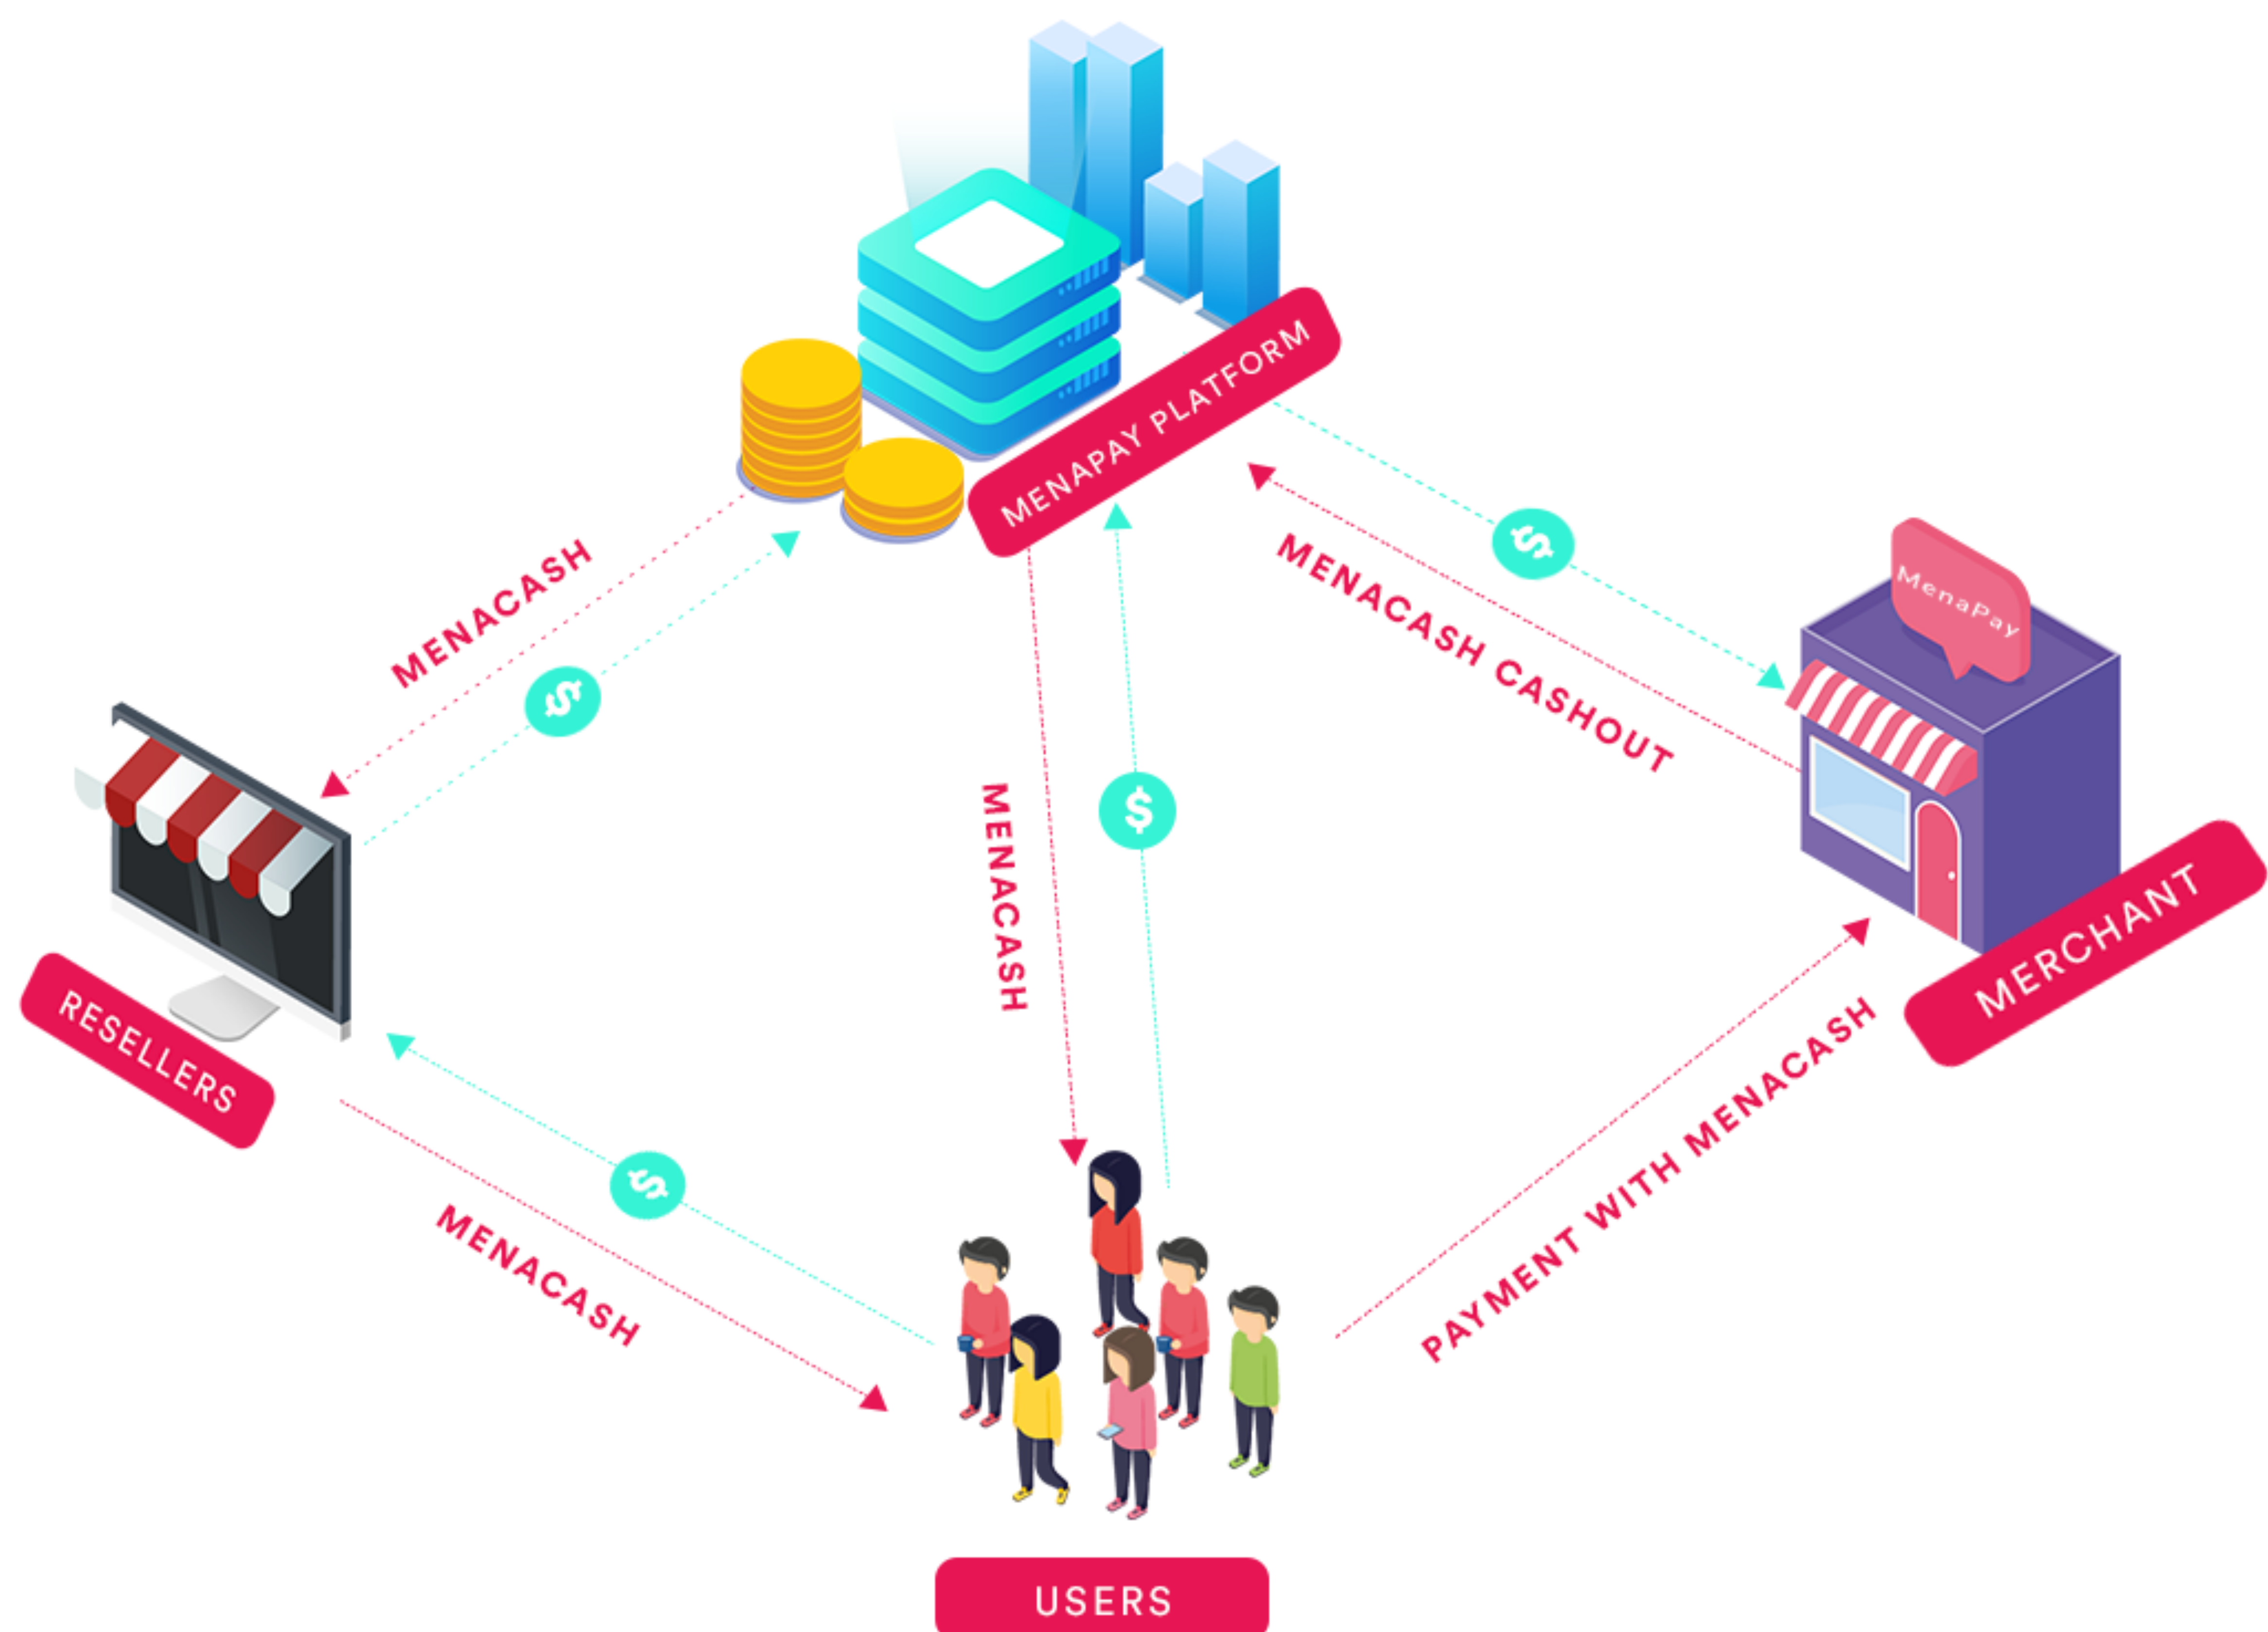 MENAPAY PLATFORM
MENACASH
$
$
MENACASH CASHOUT
MenaPay
MENACASH
$
RESELLERS
MERCHANT
$
MENACASH
PAYMENT WITH MENACASH
USERS